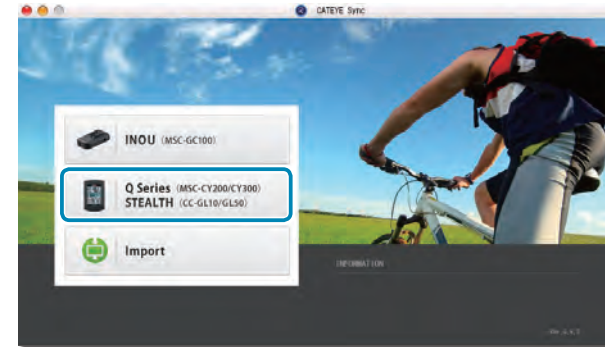 CATEYE Sync
INOU (MSC-GC100)
Q Series (MSC-CY200/CY300)
STEALTH (CC-GL10/GL50)
Import
INFORMATION